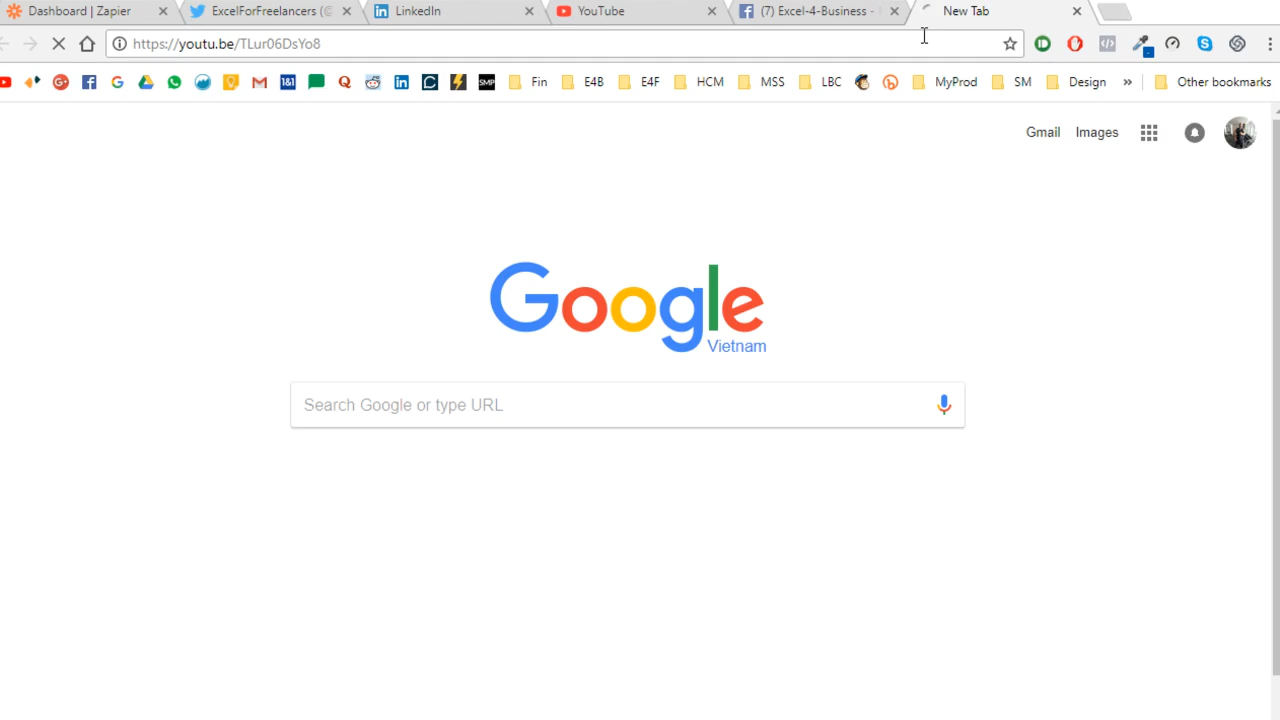 Dashboard | Zapier
ExcelForFreelancers (@
LinkedIn
YouTube
(7) Excel-4-Business -
New Tab
https://youtu.be/TLur06DsYo8
Fin
E4B
E4F
HCM
MSS
LBC
MyProd
SM
Design
»
Other bookmarks
Gmail
Images
Google
Vietnam
Search Google or type URL